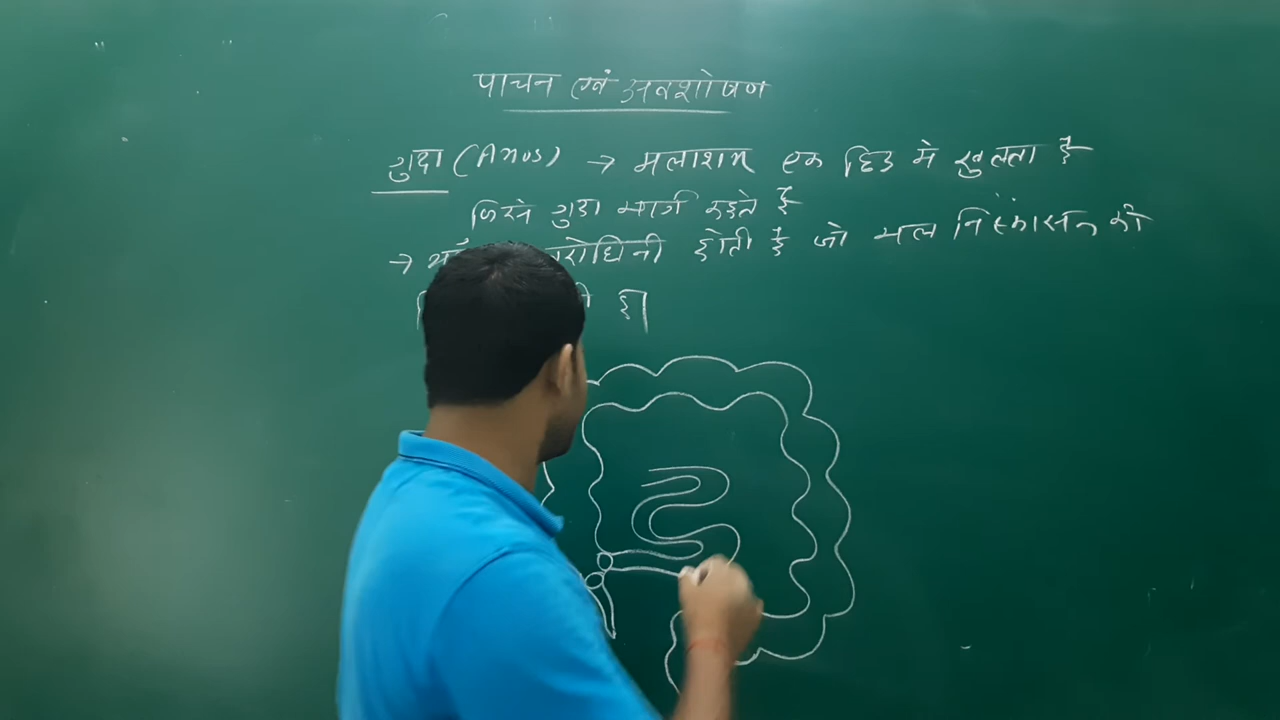 पाचन एवं अवशोषण
गुदा (Anus) → मलाशय एक छिद्र में खुलता है
जिसे गुदा मार्ग कहते हैं
→ रोधिनी होती है जो मल निष्कासन को
है।